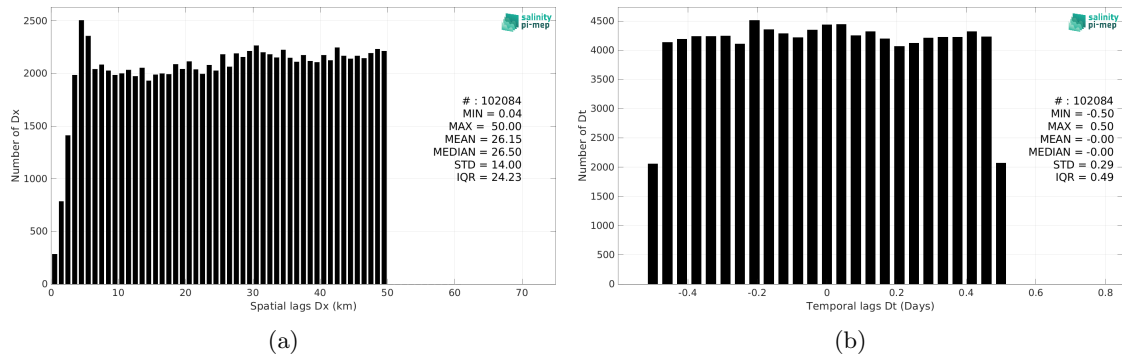 salinity
pi-mep
2500
2000
1500
1000
500
0
Number of Dx
# : 102084
MIN = 0.04
MAX = 50.00
MEAN = 26.15
MEDIAN = 26.50
STD = 14.00
IQR = 24.23
0 10 20 30 40 50 60 70
Spatial lags Dx (km)
(a)
salinity
pi-mep
4500
4000
3500
3000
2500
2000
1500
1000
500
0
Number of Dt
# : 102084
MIN = -0.50
MAX = 0.50
MEAN = -0.00
MEDIAN = -0.00
STD = 0.29
IQR = 0.49
-0.4 -0.2 0 0.2 0.4 0.6 0.8
Temporal lags Dt (Days)
(b)